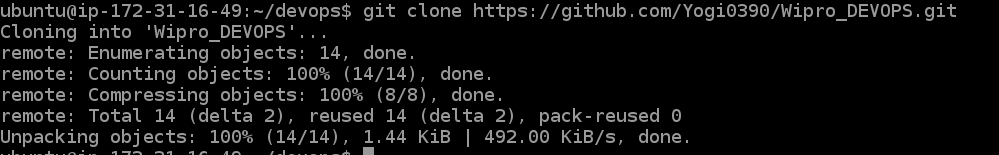 ubuntu@ip-172-31-16-49:~/devops$ git clone https://github.com/Yogi0390/Wipro_DEVOPS.git
Cloning into 'Wipro_DEVOPS'...
remote: Enumerating objects: 14, done.
remote: Counting objects: 100% (14/14), done.
remote: Compressing objects: 100% (8/8), done.
remote: Total 14 (delta 2), reused 14 (delta 2), pack-reused 0
Unpacking objects: 100% (14/14), 1.44 KiB | 492.00 KiB/s, done.
ubuntu@ip-172-31-16-49:~/devops$